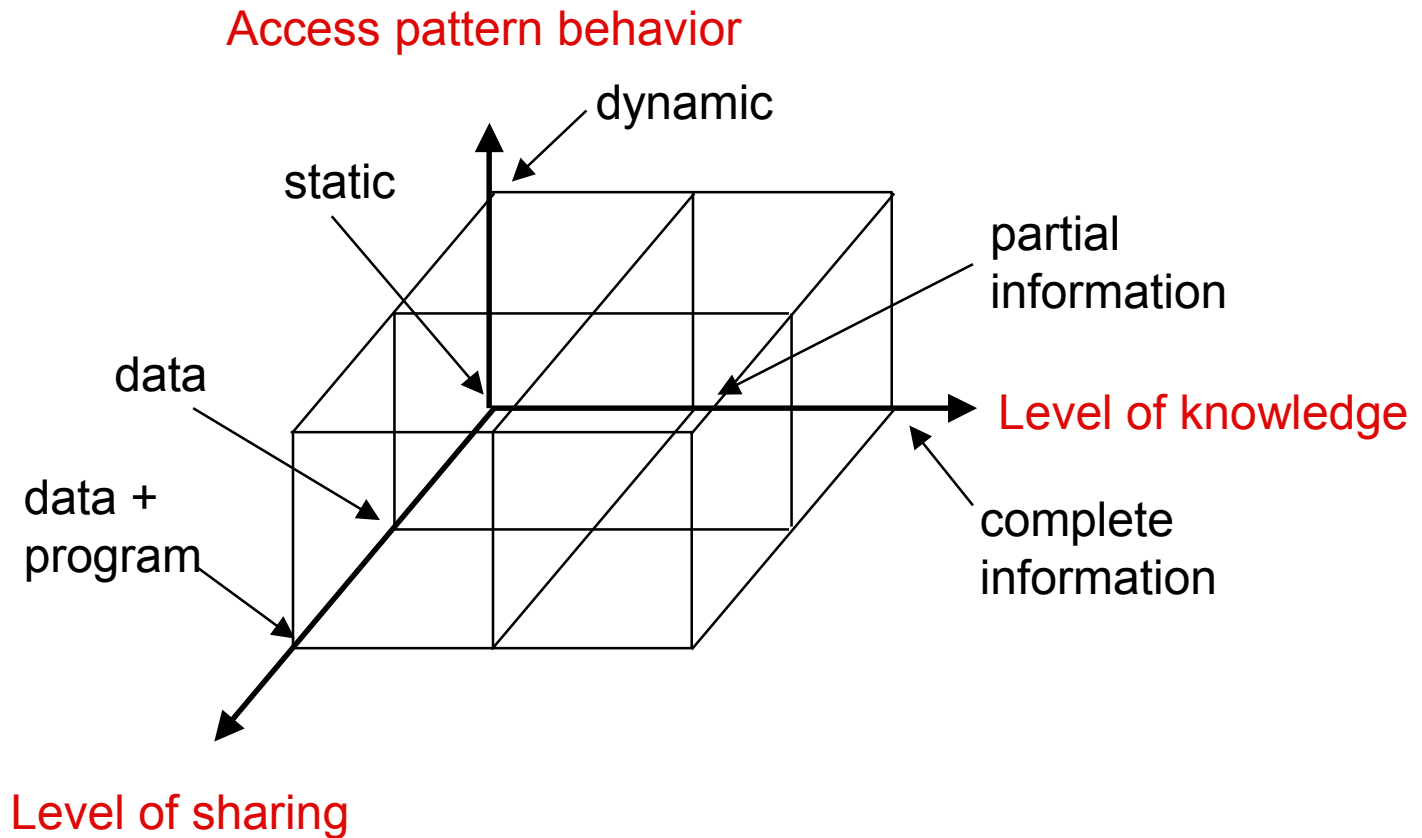 Access pattern behavior
dynamic
static
partial
information
data
Level of knowledge
data +
program
complete
information
Level of sharing